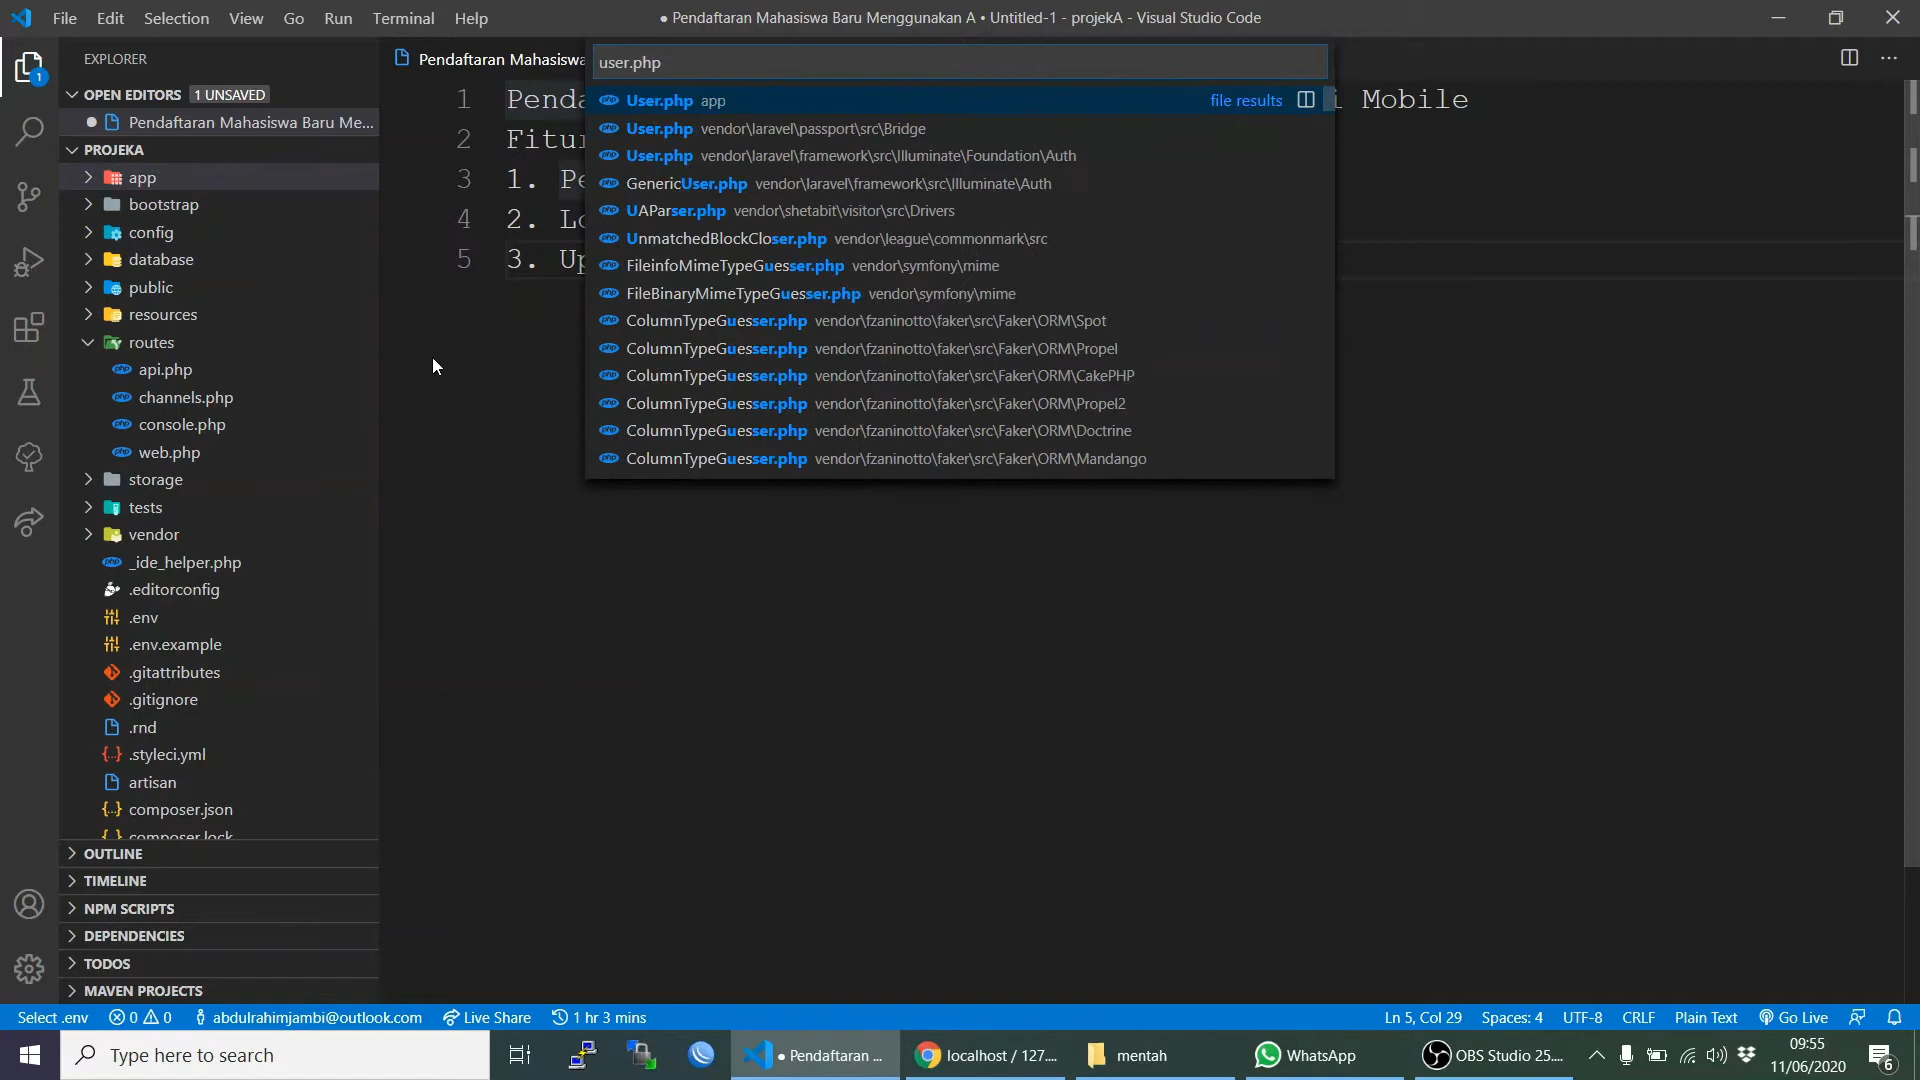 File Edit Selection View Go Run Terminal Help
● Pendaftaran Mahasiswa Baru Menggunakan A • Untitled-1 - projekA - Visual Studio Code
EXPLORER
OPEN EDITORS 1 UNSAVED
Pendaftaran Mahasiswa Baru Me...
PROJEKA
app
bootstrap
config
database
public
resources
routes
api.php
channels.php
console.php
web.php
storage
tests
vendor
_ide_helper.php
.editorconfig
.env
.env.example
.gitattributes
.gitignore
.rnd
.styleci.yml
artisan
composer.json
composer.lock
OUTLINE
TIMELINE
NPM SCRIPTS
DEPENDENCIES
TODOS
MAVEN PROJECTS
Pendaftaran Mahasiswa
user.php
User.php app file results
User.php vendor\laravel\passport\src\Bridge
User.php vendor\laravel\framework\src\Illuminate\Foundation\Auth
GenericUser.php vendor\laravel\framework\src\Illuminate\Auth
UAParser.php vendor\shetabit\visitor\src\Drivers
UnmatchedBlockCloser.php vendor\league\commonmark\src
FileinfoMimeTypeGuesser.php vendor\symfony\mime
FileBinaryMimeTypeGuesser.php vendor\symfony\mime
ColumnTypeGuesser.php vendor\fzaninotto\faker\src\Faker\ORM\Spot
ColumnTypeGuesser.php vendor\fzaninotto\faker\src\Faker\ORM\Propel
ColumnTypeGuesser.php vendor\fzaninotto\faker\src\Faker\ORM\CakePHP
ColumnTypeGuesser.php vendor\fzaninotto\faker\src\Faker\ORM\Propel2
ColumnTypeGuesser.php vendor\fzaninotto\faker\src\Faker\ORM\Doctrine
ColumnTypeGuesser.php vendor\fzaninotto\faker\src\Faker\ORM\Mandango
1 Penda i Mobile
2 Fitur
3 1. Pe
4 2. Lo
5 3. Up
Select .env 0 0 abdulrahimjambi@outlook.com Live Share 1 hr 3 mins
Ln 5, Col 29 Spaces: 4 UTF-8 CRLF Plain Text Go Live
Type here to search
● Pendaftaran ...
localhost / 127....
mentah
WhatsApp
OBS Studio 25....
09:55
11/06/2020
6